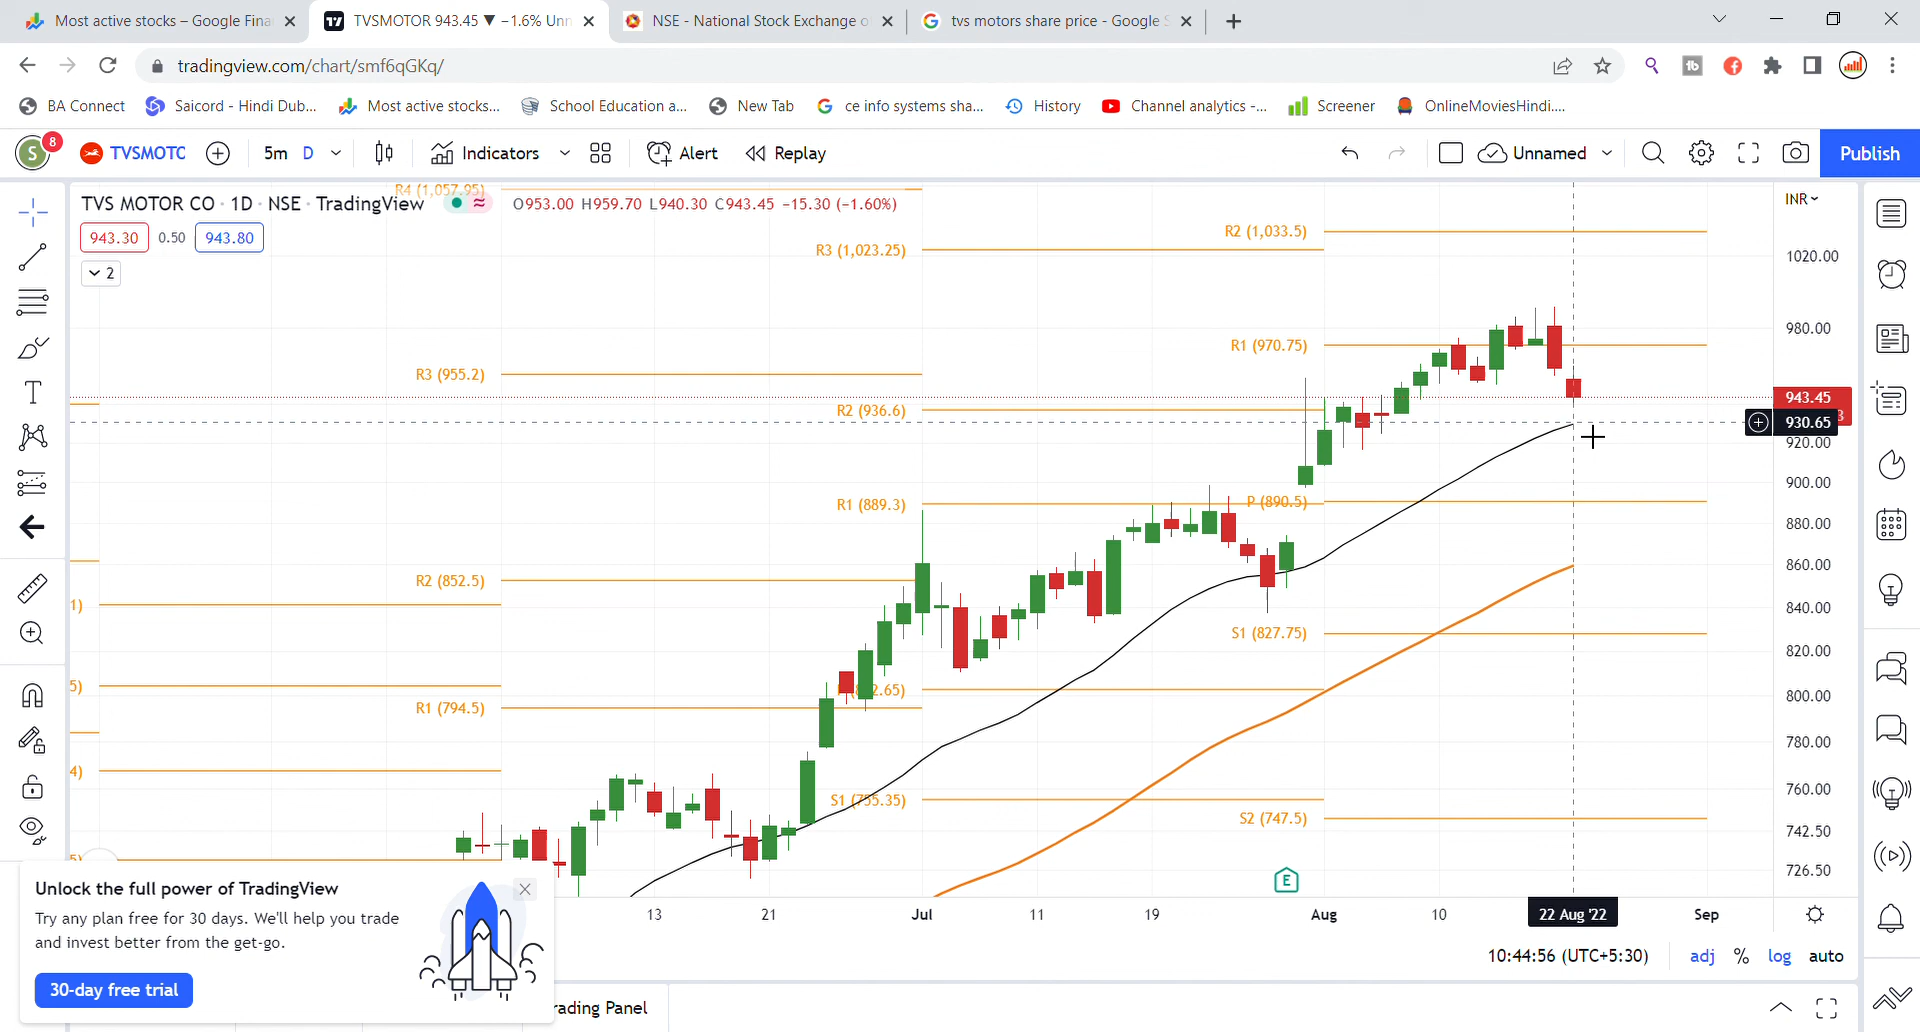 Most active stocks – Google Fina
TVSMOTOR 943.45 ▼ −1.6% Unn
NSE - National Stock Exchange o
tvs motors share price - Google S
tradingview.com/chart/smf6qGKq/
BA Connect
Saicord - Hindi Dub...
Most active stocks...
School Education a...
New Tab
ce info systems sha...
History
Channel analytics -...
Screener
OnlineMoviesHindi....
S
8
TVSMOTC
5m
D
Indicators
Alert
Replay
Unnamed
Publish
R4 (1,057.95)
TVS MOTOR CO · 1D · NSE · TradingView
O953.00 H959.70 L940.30 C943.45 −15.30 (−1.60%)
INR
943.30
0.50
943.80
2
R2 (1,033.5)
R3 (1,023.25)
1020.00
980.00
R1 (970.75)
R3 (955.2)
943.45
R2 (936.6)
930.65
920.00
R1 (889.3)
P (890.5)
900.00
880.00
R2 (852.5)
860.00
1)
840.00
S1 (827.75)
820.00
5)
800.00
R1 (794.5)
780.00
4)
S1 (755.35)
760.00
S2 (747.5)
742.50
726.50
E
13
21
Jul
11
19
Aug
10
22 Aug '22
Sep
Unlock the full power of TradingView
Try any plan free for 30 days. We'll help you trade
and invest better from the get-go.
30-day free trial
10:44:56 (UTC+5:30)
adj
%
log
auto
rading Panel